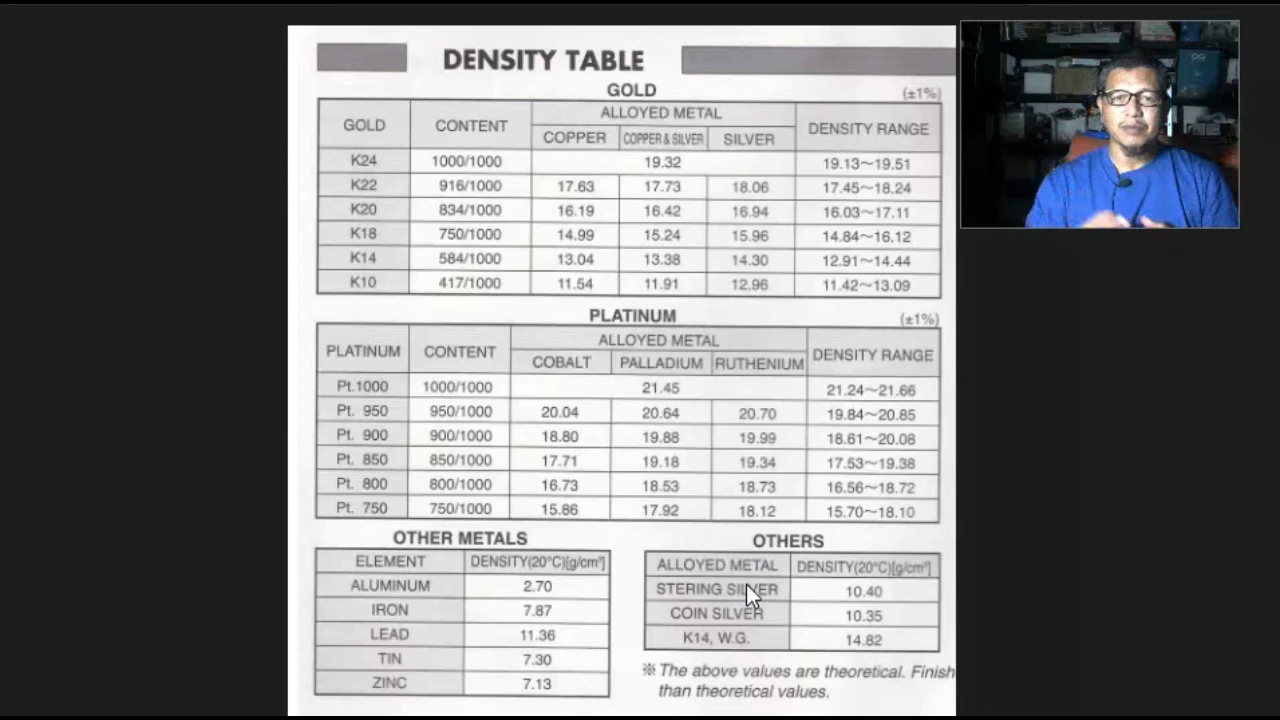 DENSITY TABLE
GOLD
(±1%)
GOLD CONTENT ALLOYED METAL DENSITY RANGE
COPPER COPPER & SILVER SILVER
K24 1000/1000 19.32 19.13~19.51
K22 916/1000 17.63 17.73 18.06 17.45~18.24
K20 834/1000 16.19 16.42 16.94 16.03~17.11
K18 750/1000 14.99 15.24 15.96 14.84~16.12
K14 584/1000 13.04 13.38 14.30 12.91~14.44
K10 417/1000 11.54 11.91 12.96 11.42~13.09
PLATINUM
(±1%)
PLATINUM CONTENT ALLOYED METAL DENSITY RANGE
COBALT PALLADIUM RUTHENIUM
Pt.1000 1000/1000 21.45 21.24~21.66
Pt. 950 950/1000 20.04 20.64 20.70 19.84~20.85
Pt. 900 900/1000 18.80 19.88 19.99 18.61~20.08
Pt. 850 850/1000 17.71 19.18 19.34 17.53~19.38
Pt. 800 800/1000 16.73 18.53 18.73 16.56~18.72
Pt. 750 750/1000 15.86 17.92 18.12 15.70~18.10
OTHER METALS
ELEMENT DENSITY(20°C)[g/cm³]
ALUMINUM 2.70
IRON 7.87
LEAD 11.36
TIN 7.30
ZINC 7.13
OTHERS
ALLOYED METAL DENSITY(20°C)[g/cm³]
STERING SILVER 10.40
COIN SILVER 10.35
K14, W.G. 14.82
※ The above values are theoretical. Finish
than theoretical values.